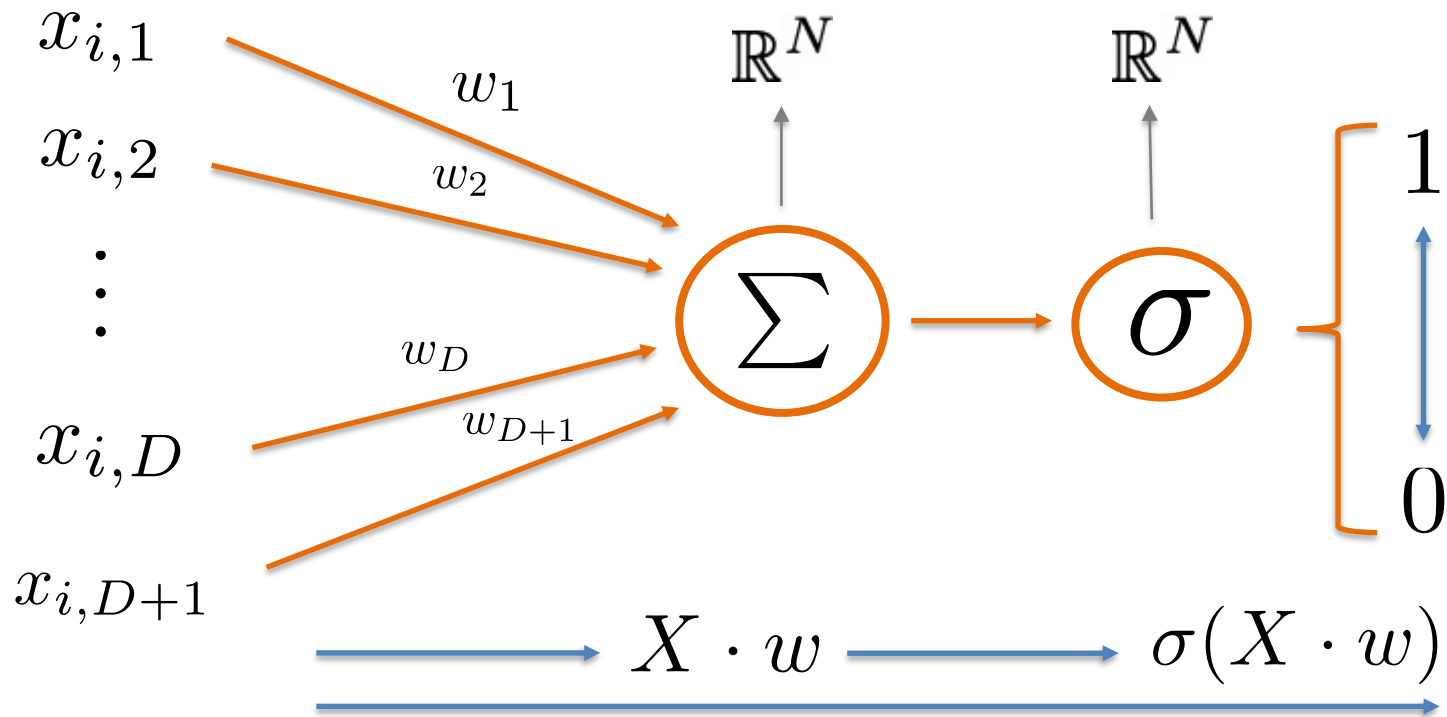 x_{i,1}
w_1
ℝ^N
ℝ^N
x_{i,2}
w_2
1
⋮
∑
σ
w_D
x_{i,D}
w_{D+1}
0
x_{i,D+1}
X · w
σ(X · w)